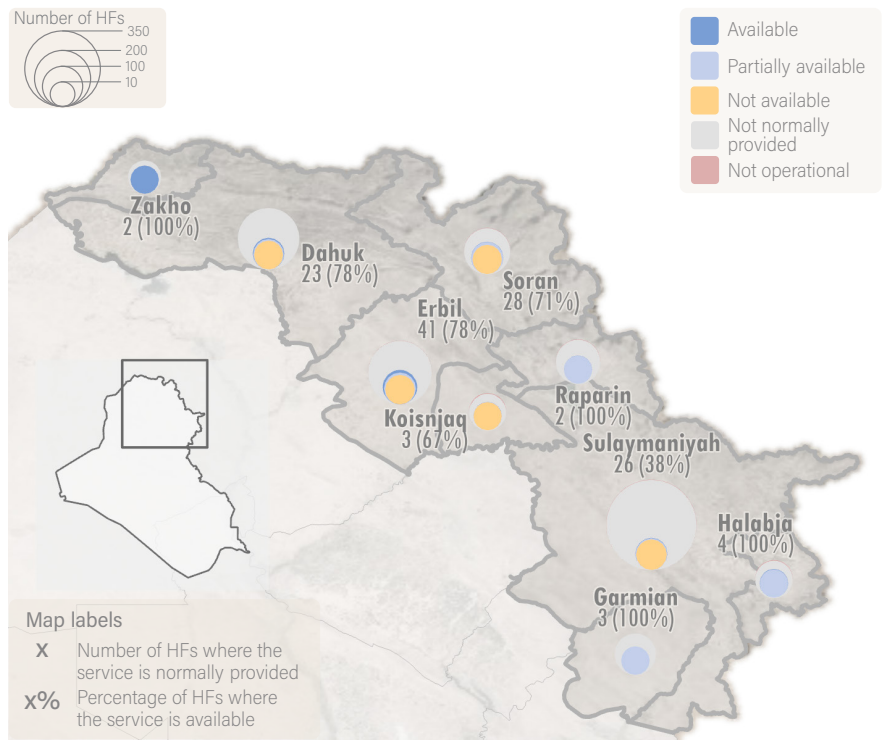 Number of HFs
350
200
100
10
Available
Partially available
Not available
Not normally
provided
Not operational
Zakho
2 (100%)
Dahuk
23 (78%)
Soran
28 (71%)
Erbil
41 (78%)
Koisnjaq
3 (67%)
Raparin
2 (100%)
Sulaymaniyah
26 (38%)
Halabja
4 (100%)
Garmian
3 (100%)
Map labels
X Number of HFs where the
service is normally provided
X% Percentage of HFs where
the service is available